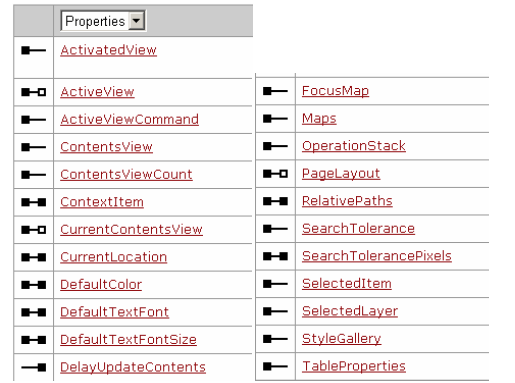 Properties
ActivatedView
ActiveView
ActiveViewCommand
ContentsView
ContentsViewCount
ContextItem
CurrentContentsView
CurrentLocation
DefaultColor
DefaultTextFont
DefaultTextFontSize
DelayUpdateContents
FocusMap
Maps
OperationStack
PageLayout
RelativePaths
SearchTolerance
SearchTolerancePixels
SelectedItem
SelectedLayer
StyleGallery
TableProperties